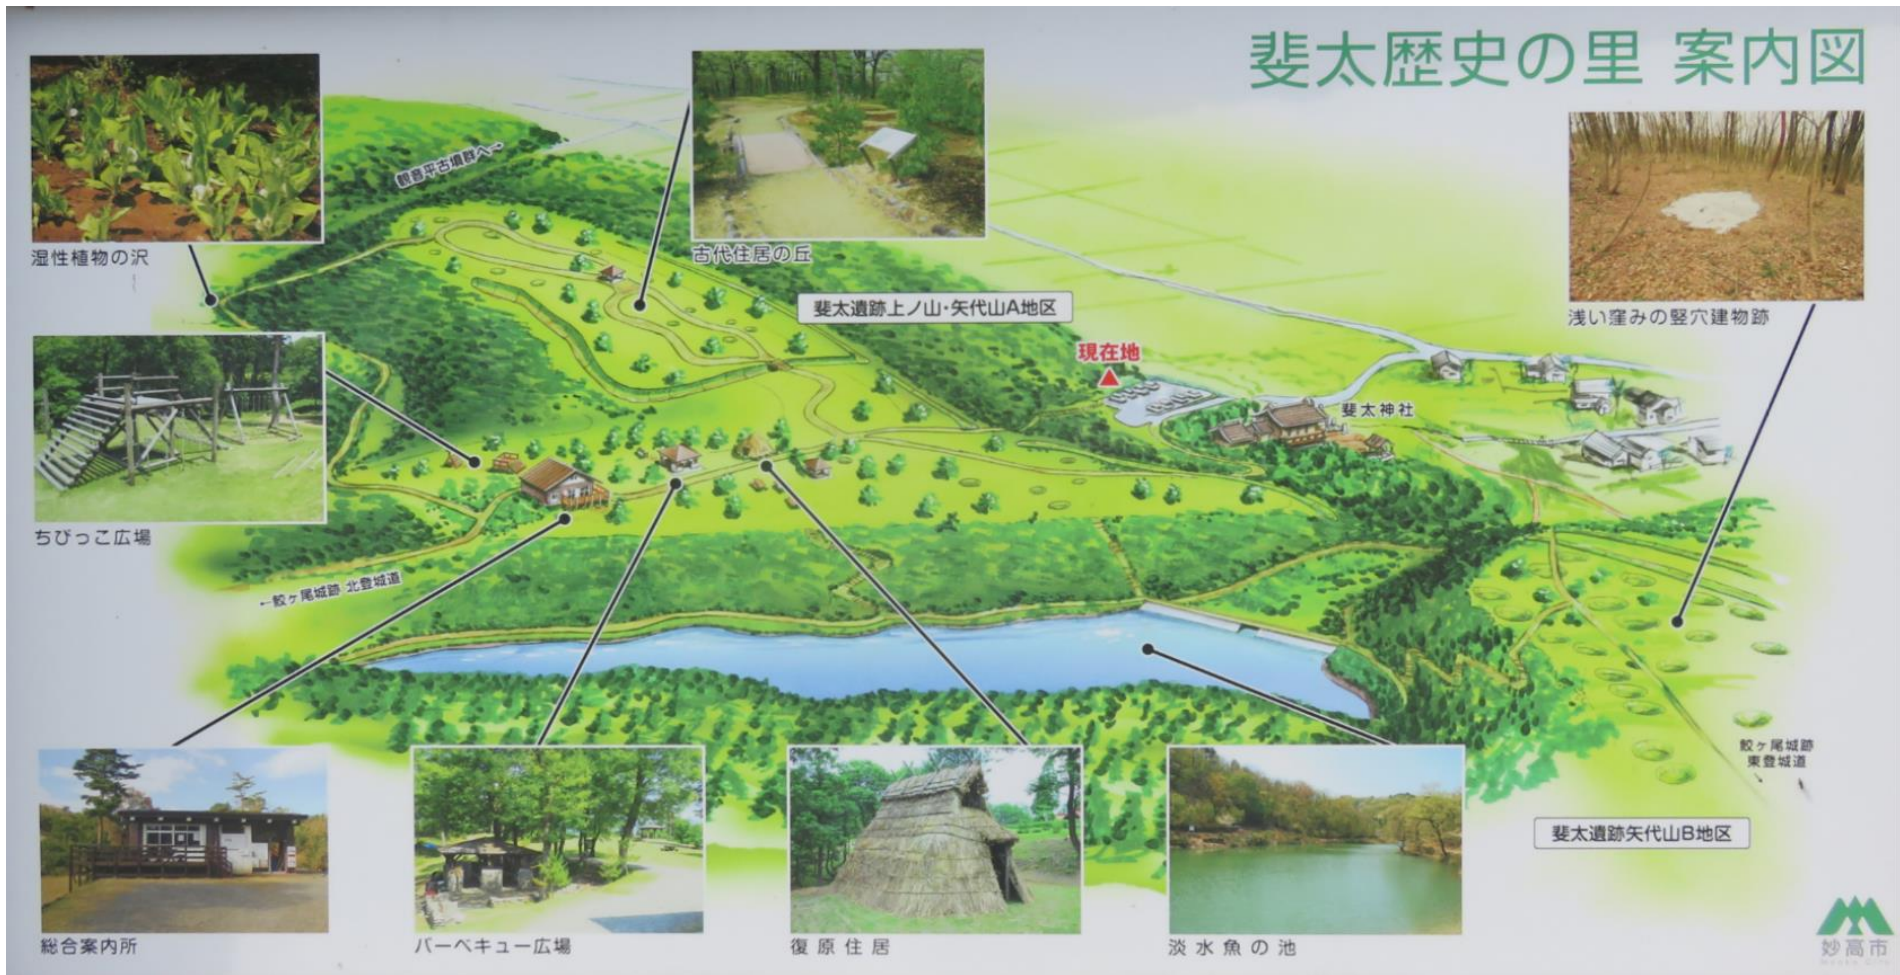 斐太歴史の里 案内図
観音平古墳群へ→
湿性植物の沢
古代住居の丘
斐太遺跡上ノ山・矢代山A地区
浅い窪みの竪穴建物跡
現在地
斐太神社
ちびっこ広場
←鮫ヶ尾城跡 北登城道
鮫ヶ尾城跡
東登城道
斐太遺跡矢代山B地区
総合案内所
バーベキュー広場
復原住居
淡水魚の池
妙高市